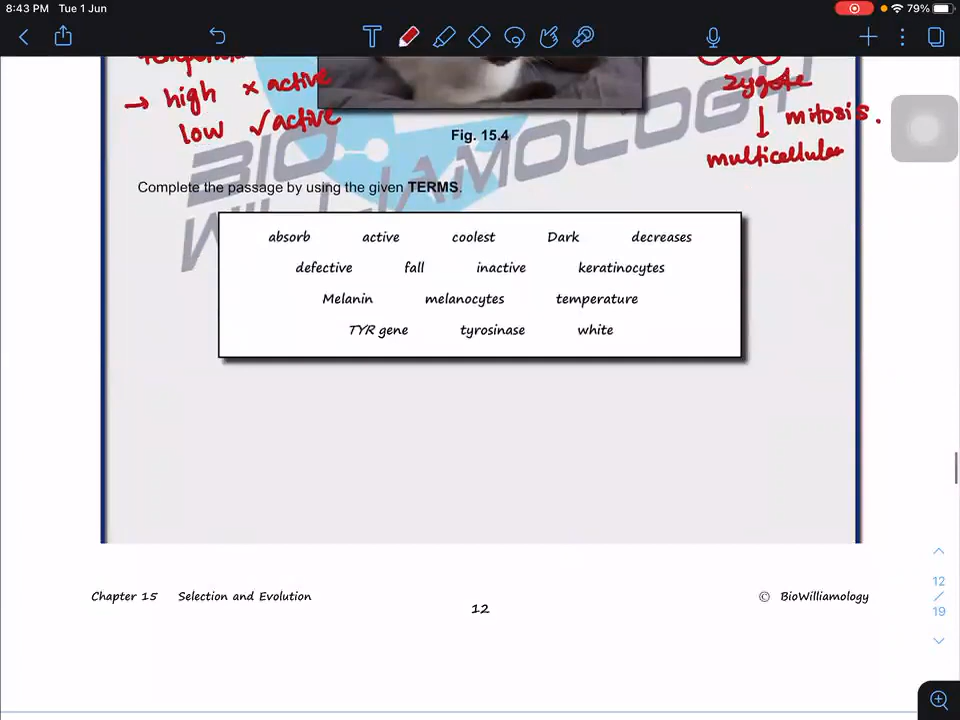 8:43 PM Tue 1 Jun 79%
→ high x active
low ✓active
zygote
↓ mitosis.
multicellular
Fig. 15.4
BIO
WILLIAMOLOGY
Complete the passage by using the given TERMS.
absorb active coolest Dark decreases
defective fall inactive keratinocytes
Melanin melanocytes temperature
TYR gene tyrosinase white
Chapter 15 Selection and Evolution
12
© BioWilliamology
12
/
19